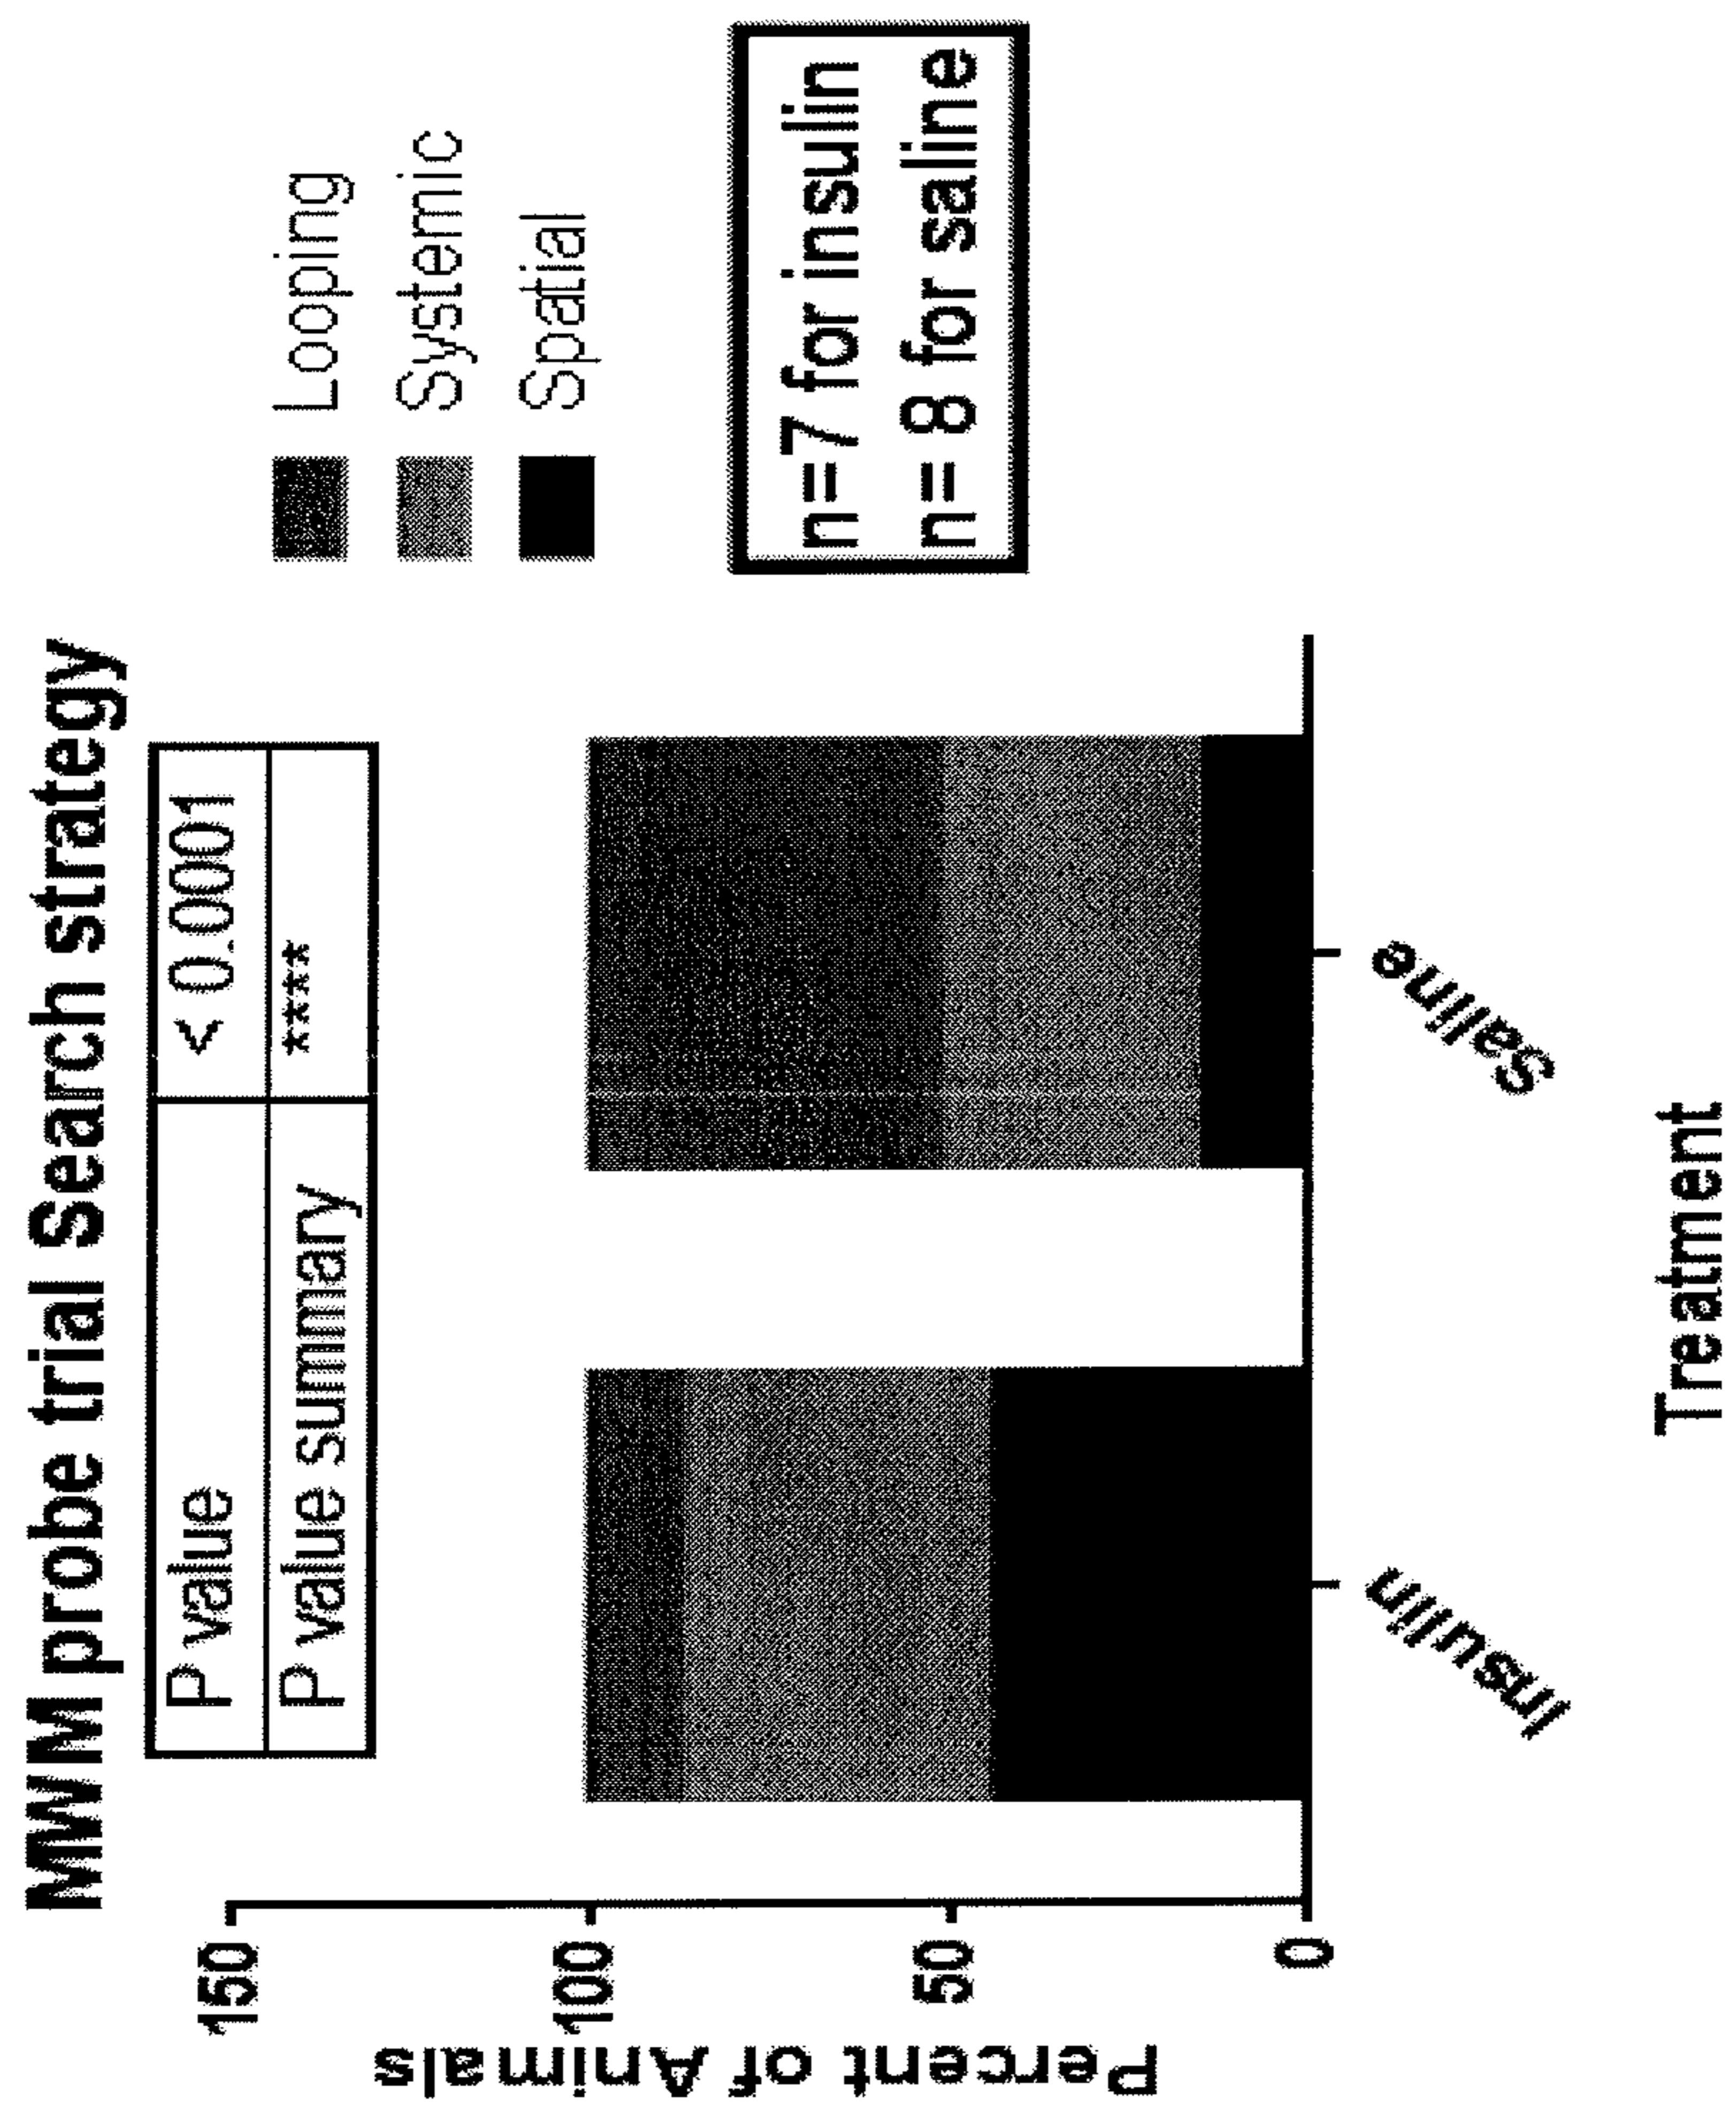 MWM probe trial Search strategy
P value < 0.0001
P value summary ****
Looping
Systemic
Spatial
n=7 for insulin
n= 8 for saline
Percent of Animals
150
100
50
0
Insulin
Saline
Treatment